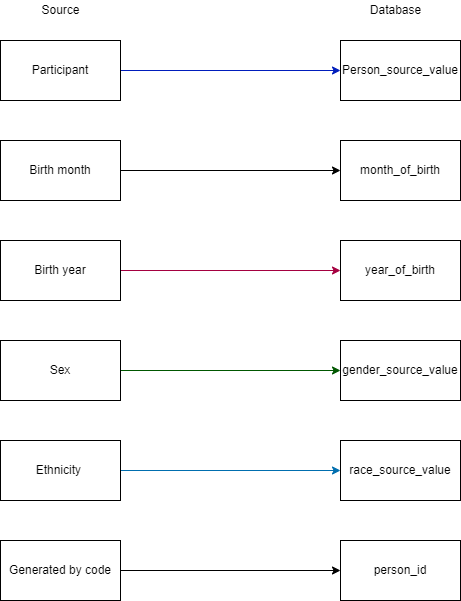 Source
Database
Participant
Person_source_value
Birth month
month_of_birth
Birth year
year_of_birth
Sex
gender_source_value
Ethnicity
race_source_value
Generated by code
person_id